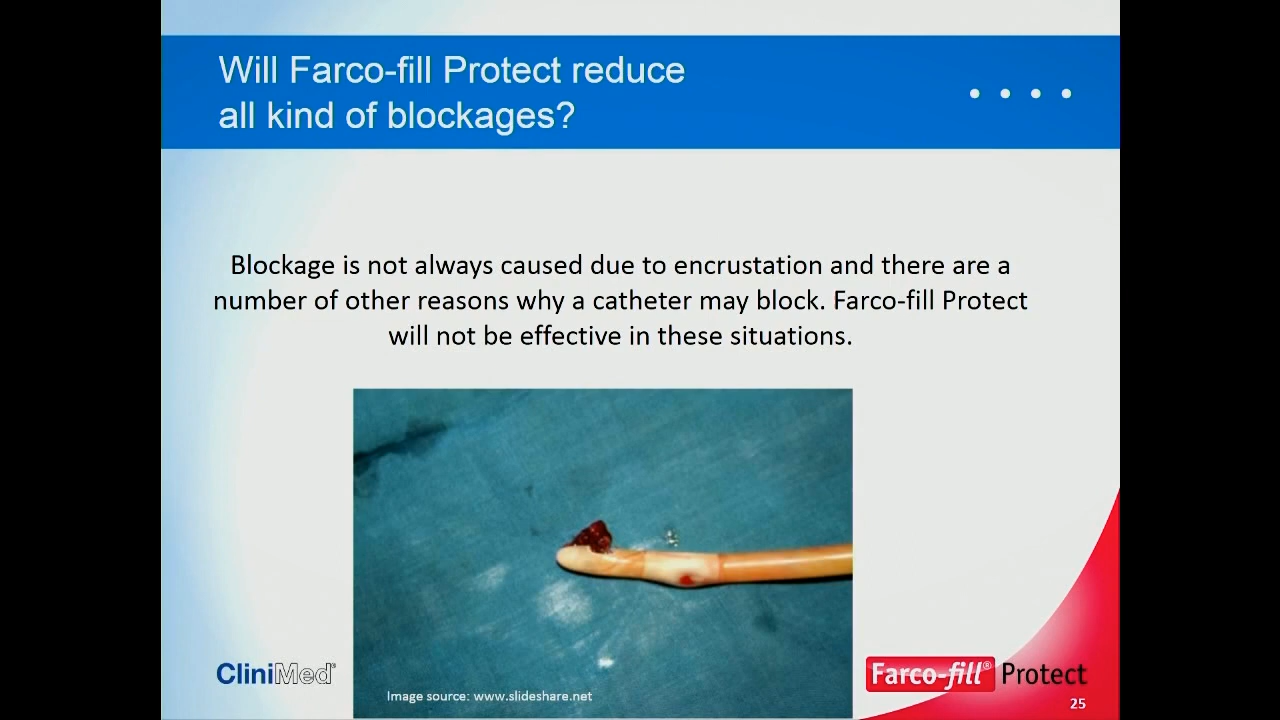 Will Farco-fill Protect reduce
all kind of blockages?
Blockage is not always caused due to encrustation and there are a
number of other reasons why a catheter may block. Farco-fill Protect
will not be effective in these situations.
Image source: www.slideshare.net
CliniMed®
Farco-fill® Protect
25